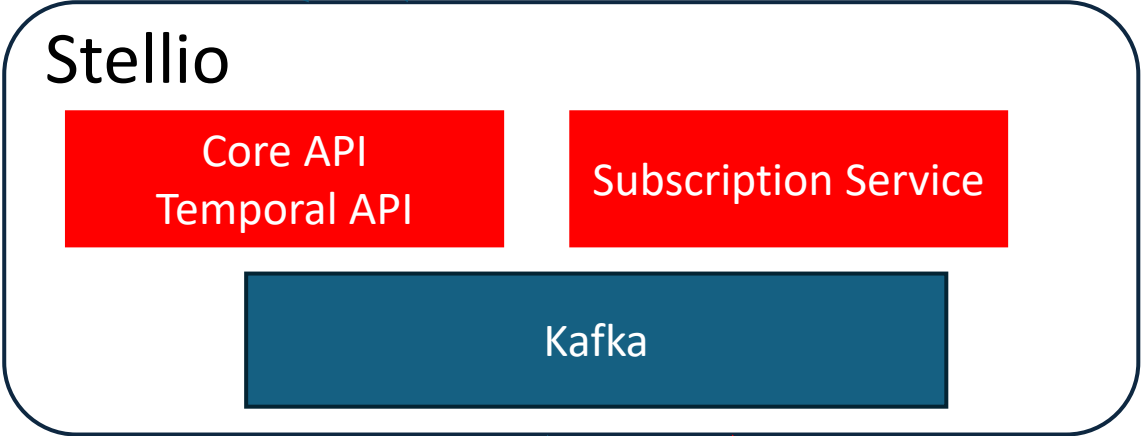 Stellio
Core API
Temporal API
Subscription Service
Kafka